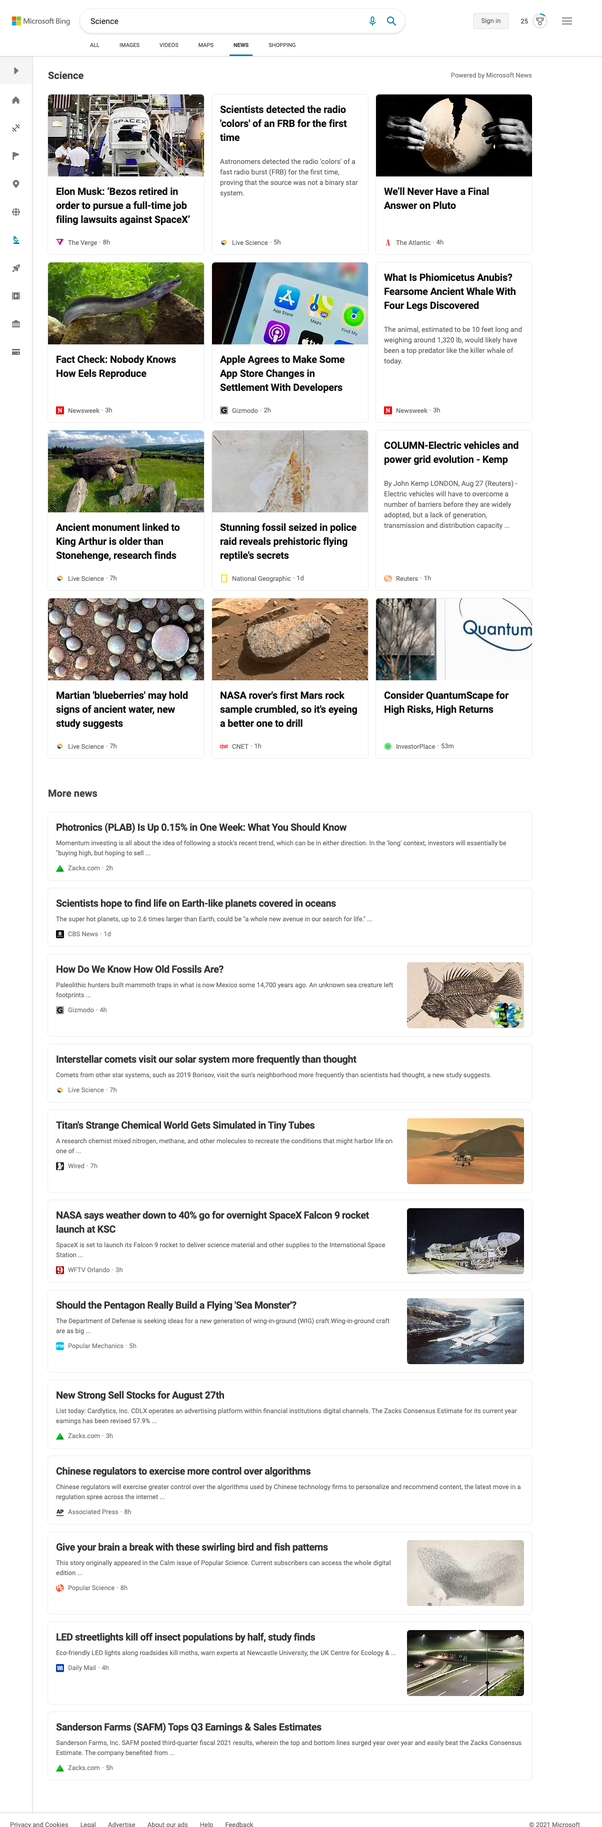 Microsoft Bing
Science
Sign in
25
ALL IMAGES VIDEOS MAPS NEWS SHOPPING
Science
Powered by Microsoft News
SPACEX
Elon Musk: 'Bezos retired in
order to pursue a full-time job
filing lawsuits against SpaceX'
The Verge · 8h
Scientists detected the radio
'colors' of an FRB for the first
time
Astronomers detected the radio 'colors' of a
fast radio burst (FRB) for the first time,
proving that the source was not a binary star
system.
Live Science · 5h
We'll Never Have a Final
Answer on Pluto
The Atlantic · 4h
Fact Check: Nobody Knows
How Eels Reproduce
Newsweek · 3h
App Store
Maps
Find My
Apple Agrees to Make Some
App Store Changes in
Settlement With Developers
Gizmodo · 2h
What Is Phiomicetus Anubis?
Fearsome Ancient Whale With
Four Legs Discovered
The animal, estimated to be 10 feet long and
weighing around 1,320 lb, would likely have
been a top predator like the killer whale of
today.
Newsweek · 3h
Ancient monument linked to
King Arthur is older than
Stonehenge, research finds
Live Science · 7h
Stunning fossil seized in police
raid reveals prehistoric flying
reptile's secrets
National Geographic · 1d
COLUMN-Electric vehicles and
power grid evolution - Kemp
By John Kemp LONDON, Aug 27 (Reuters) -
Electric vehicles will have to overcome a
number of barriers before they are widely
adopted, but a lack of generation,
transmission and distribution capacity ...
Reuters · 1h
Martian 'blueberries' may hold
signs of ancient water, new
study suggests
Live Science · 7h
NASA rover's first Mars rock
sample crumbled, so it's eyeing
a better one to drill
CNET · 1h
Quantum
Consider QuantumScape for
High Risks, High Returns
InvestorPlace · 53m
More news
Photronics (PLAB) Is Up 0.15% in One Week: What You Should Know
Momentum investing is all about the idea of following a stock's recent trend, which can be in either direction. In the 'long' context, investors will essentially be
"buying high, but hoping to sell ...
Zacks.com · 2h
Scientists hope to find life on Earth-like planets covered in oceans
The super hot planets, up to 2.6 times larger than Earth, could be "a whole new avenue in our search for life." ...
CBS News · 1d
How Do We Know How Old Fossils Are?
Paleolithic hunters built mammoth traps in what is now Mexico some 14,700 years ago. An unknown sea creature left
footprints ...
Gizmodo · 4h
Interstellar comets visit our solar system more frequently than thought
Comets from other star systems, such as 2019 Borisov, visit the sun's neighborhood more frequently than scientists had thought, a new study suggests.
Live Science · 7h
Titan's Strange Chemical World Gets Simulated in Tiny Tubes
A research chemist mixed nitrogen, methane, and other molecules to recreate the conditions that might harbor life on
one of ...
Wired · 7h
NASA says weather down to 40% go for overnight SpaceX Falcon 9 rocket
launch at KSC
SpaceX is set to launch its Falcon 9 rocket to deliver science material and other supplies to the International Space
Station ...
WFTV Orlando · 3h
Should the Pentagon Really Build a Flying 'Sea Monster'?
The Department of Defense is seeking ideas for a new generation of wing-in-ground (WIG) craft.Wing-in-ground craft
are as big ...
Popular Mechanics · 5h
New Strong Sell Stocks for August 27th
List today: Cardlytics, Inc. CDLX operates an advertising platform within financial institutions digital channels. The Zacks Consensus Estimate for its current year
earnings has been revised 57.9% ...
Zacks.com · 3h
Chinese regulators to exercise more control over algorithms
Chinese regulators will exercise greater control over the algorithms used by Chinese technology firms to personalize and recommend content, the latest move in a
regulation spree across the internet ...
AP Associated Press · 8h
Give your brain a break with these swirling bird and fish patterns
This story originally appeared in the Calm issue of Popular Science. Current subscribers can access the whole digital
edition ...
Popular Science · 8h
LED streetlights kill off insect populations by half, study finds
Eco-friendly LED lights along roadsides kill moths, warn experts at Newcastle University, the UK Centre for Ecology & ...
Daily Mail · 4h
Sanderson Farms (SAFM) Tops Q3 Earnings & Sales Estimates
Sanderson Farms, Inc. SAFM posted third-quarter fiscal 2021 results, wherein the top and bottom lines surged year over year and easily beat the Zacks Consensus
Estimate. The company benefited from ...
Zacks.com · 5h
Privacy and Cookies Legal Advertise About our ads Help Feedback
© 2021 Microsoft